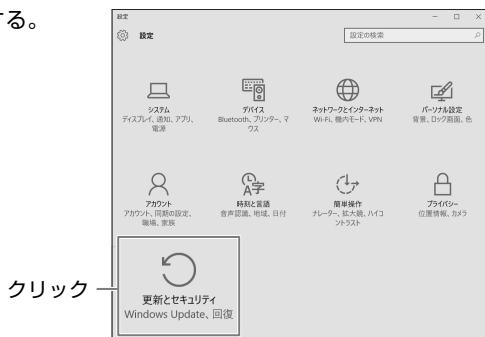 する。
設定
設定
設定の検索
システム
ディスプレイ、通知、アプリ、
電源
デバイス
Bluetooth、プリンター、マ
ウス
ネットワークとインターネット
Wi-Fi、機内モード、VPN
パーソナル設定
背景、ロック画面、色
アカウント
アカウント、同期の設定、
職場、家族
時刻と言語
音声認識、地域、日付
簡単操作
ナレーター、拡大鏡、ハイコ
ントラスト
プライバシー
位置情報、カメラ
クリック
更新とセキュリティ
Windows Update、回復